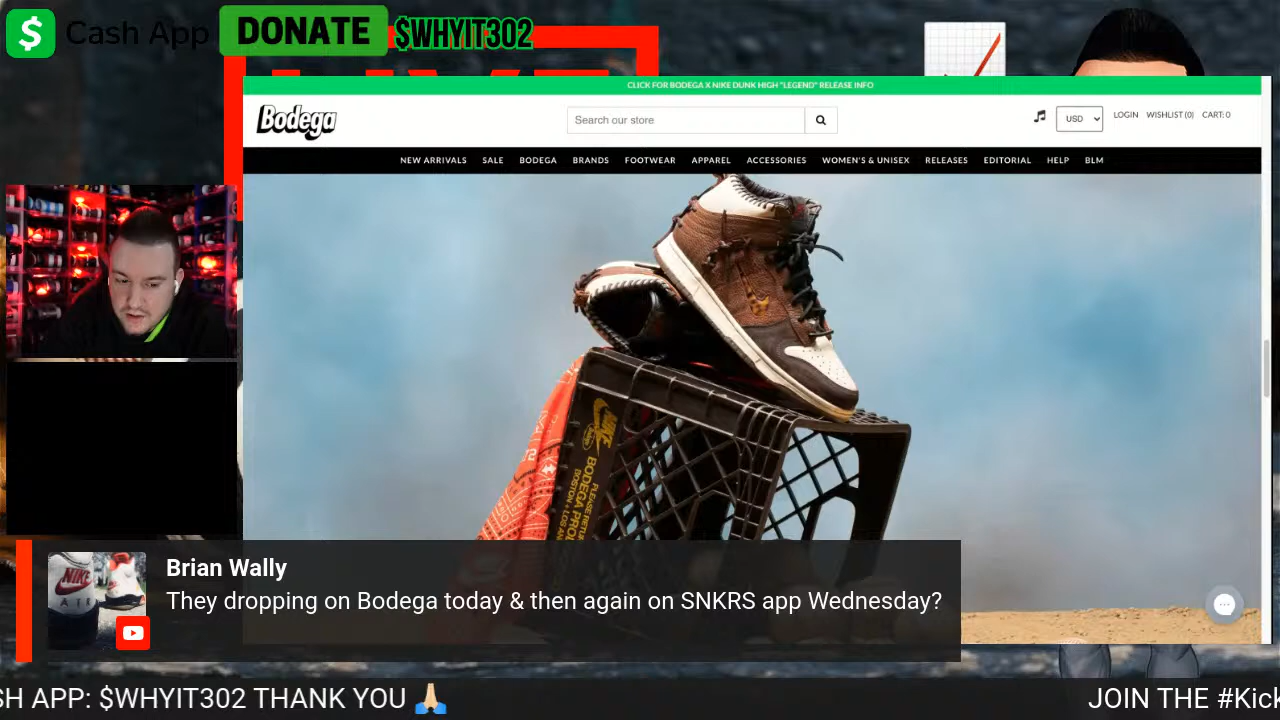 Cash App DONATE $WHYIT302
CLICK FOR BODEGA X NIKE DUNK HIGH "LEGEND" RELEASE INFO
Bodega
Search our store
USD
LOGIN WISHLIST (0) CART: 0
NEW ARRIVALS SALE BODEGA BRANDS FOOTWEAR APPAREL ACCESSORIES WOMEN'S & UNISEX RELEASES EDITORIAL HELP BLM
NIKE
BODEGA
Brian Wally
They dropping on Bodega today & then again on SNKRS app Wednesday?
NIKE
AIR
SH APP: $WHYIT302 THANK YOU 🙏🏼
JOIN THE #Kick